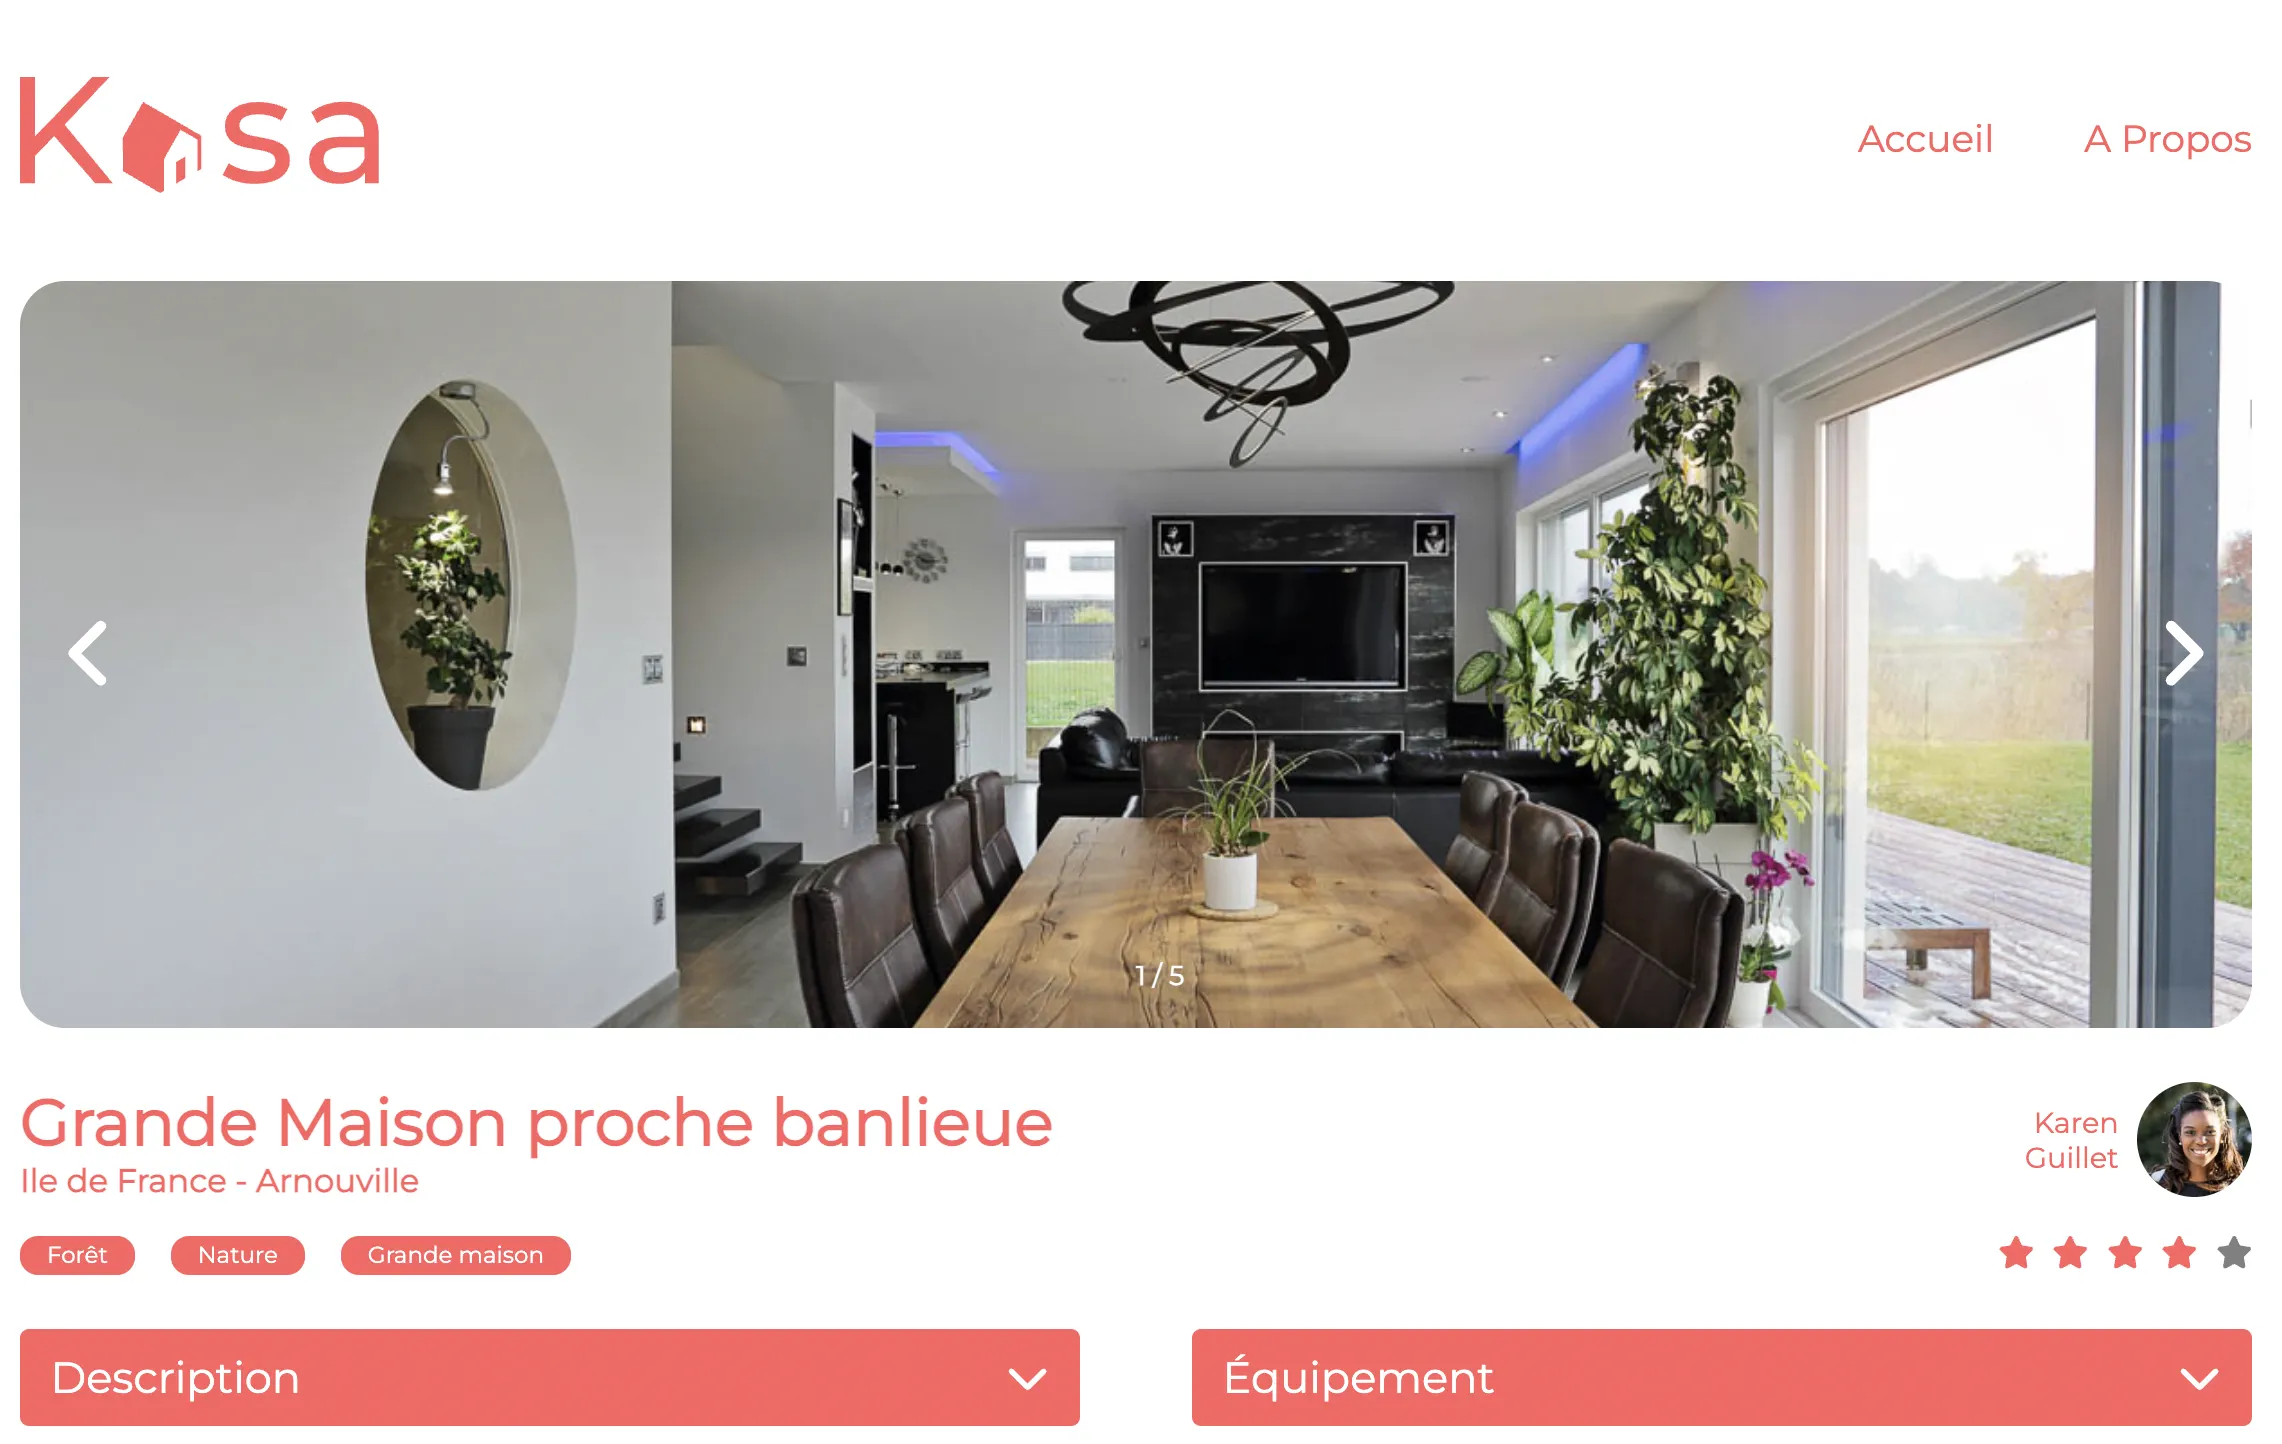 Kasa
Accueil
A Propos
1 / 5
Grande Maison proche banlieue
Ile de France - Arnouville
Karen
Guillet
Forêt
Nature
Grande maison
Description
Équipement